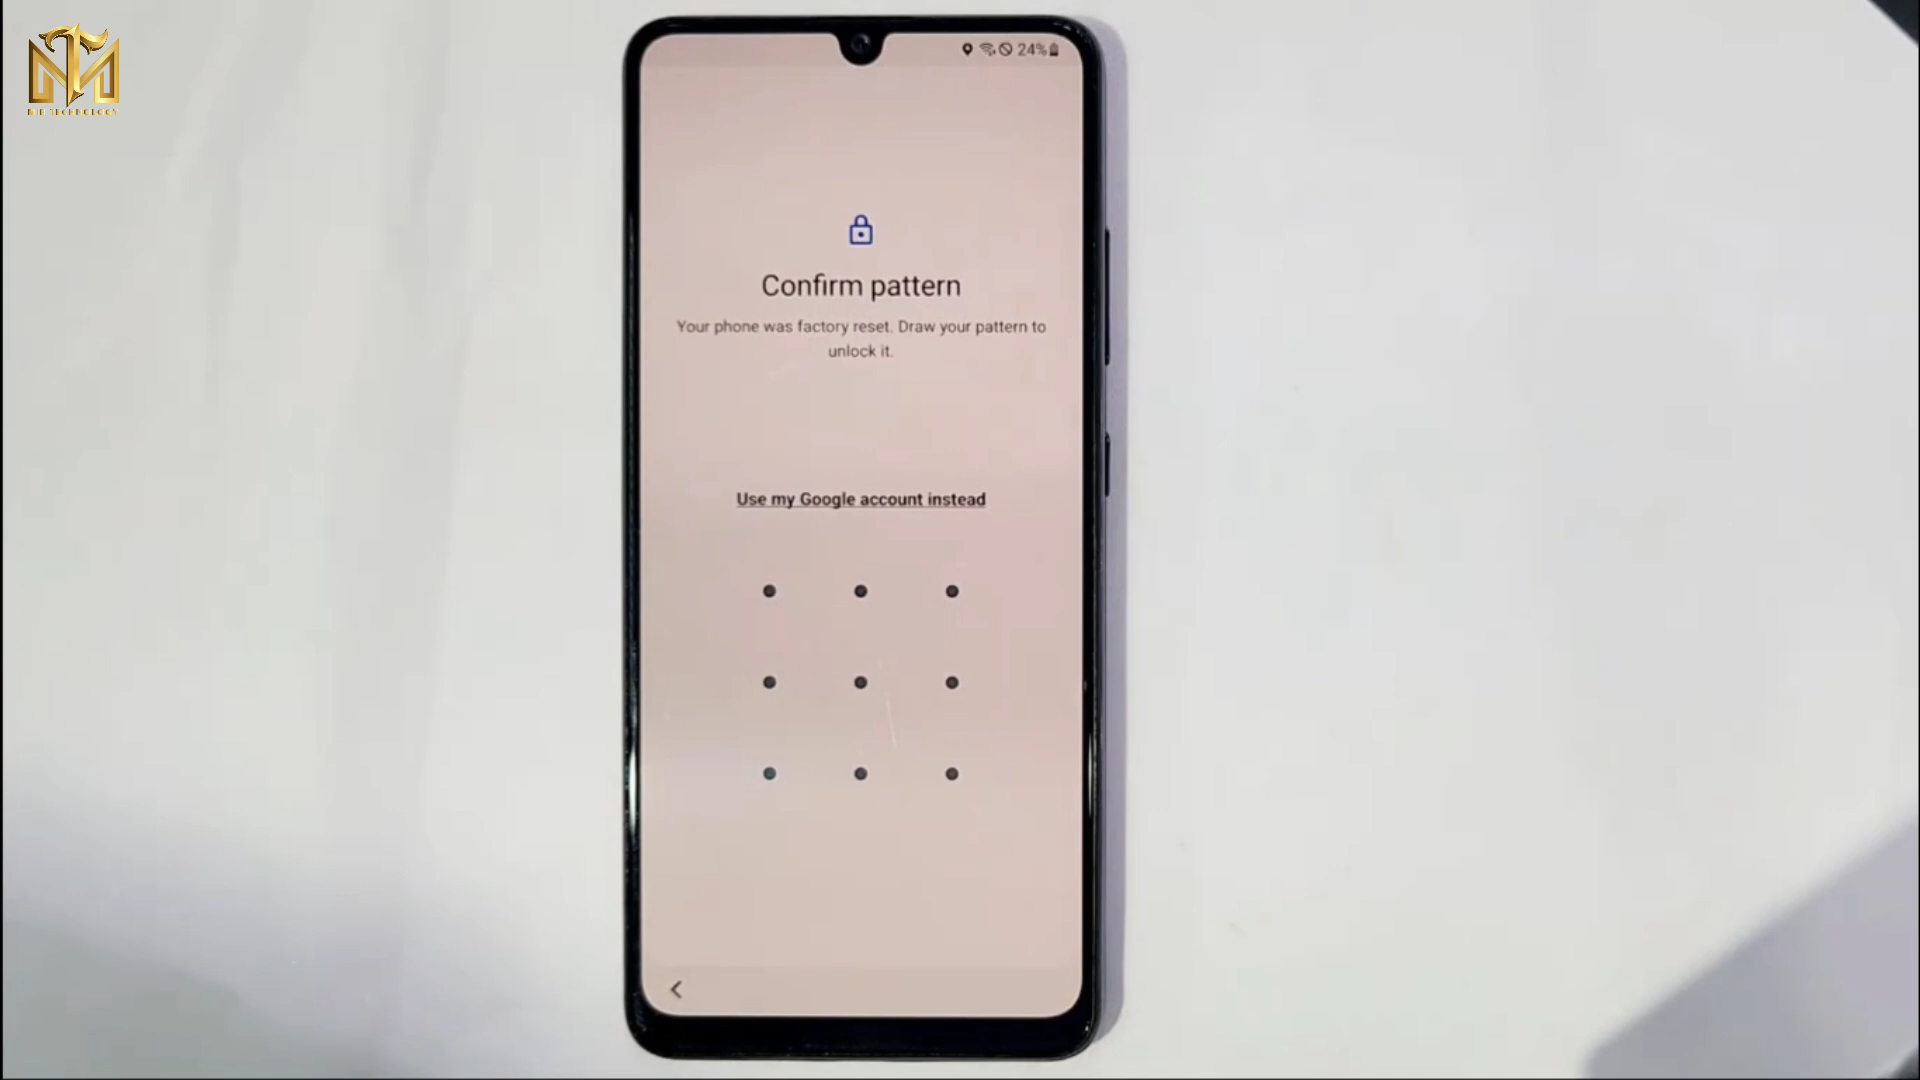 24%
Confirm pattern
Your phone was factory reset. Draw your pattern to
unlock it.
Use my Google account instead